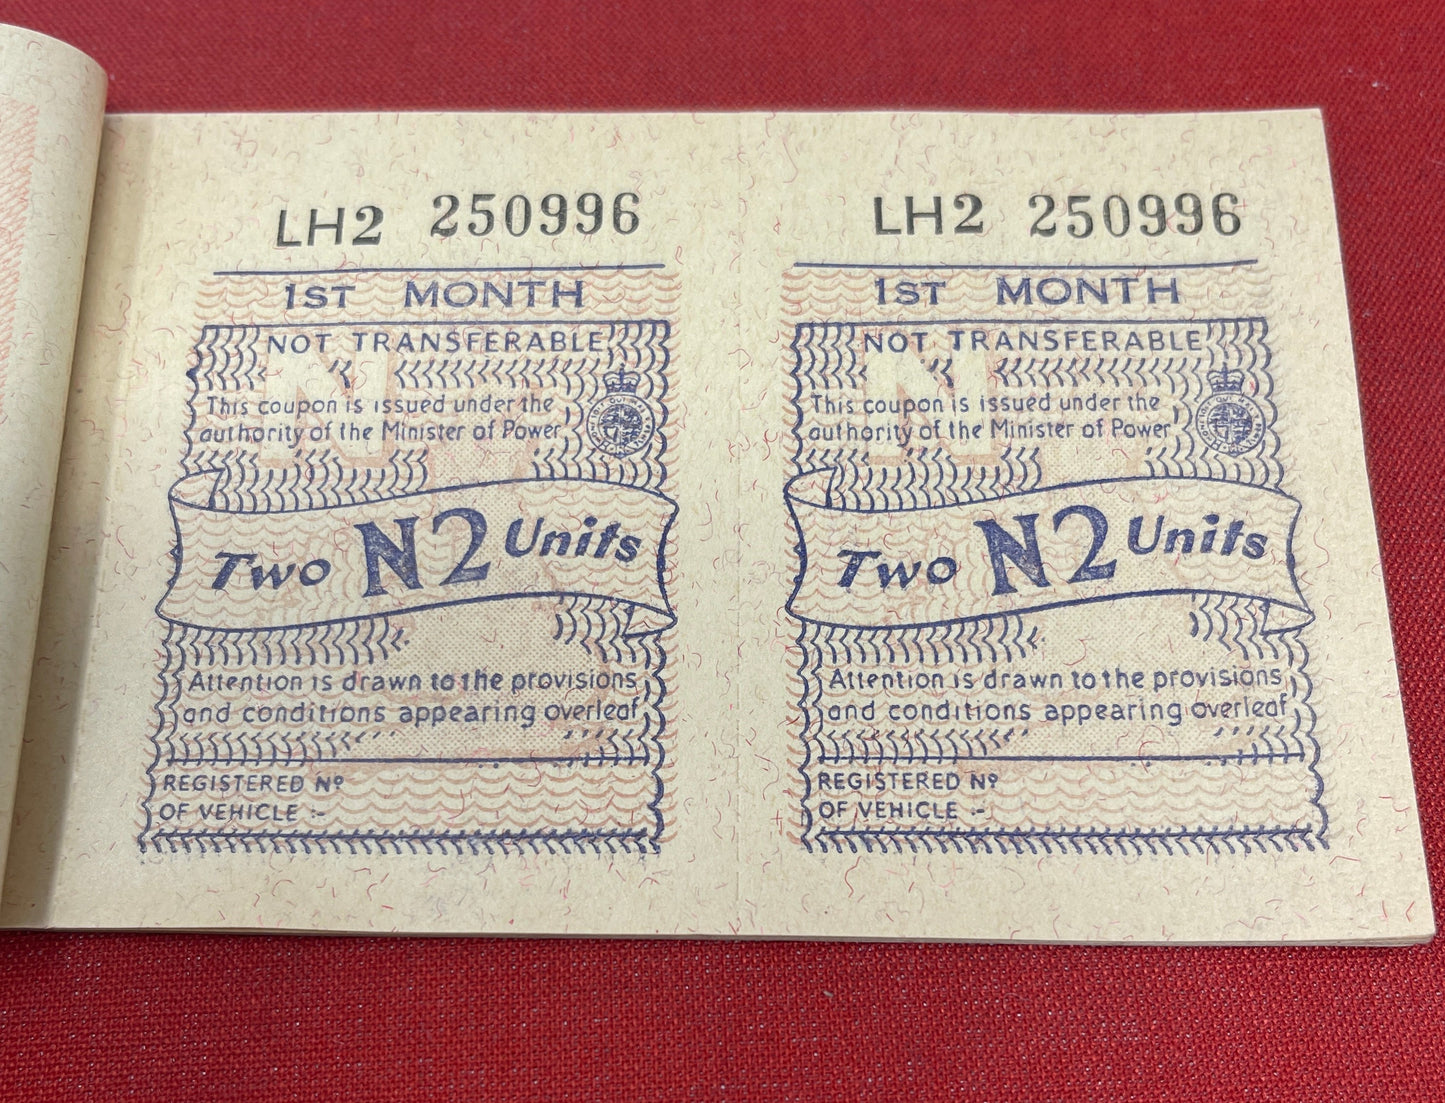 LH2 250996
1ST MONTH
NOT TRANSFERABLE
N
This coupon is issued under the
authority of the Minister of Power
Two N2 Units
Attention is drawn to the provisions
and conditions appearing overleaf
REGISTERED Nº
OF VEHICLE :-
LH2 250996
1ST MONTH
NOT TRANSFERABLE
N
This coupon is issued under the
authority of the Minister of Power
Two N2 Units
Attention is drawn to the provisions
and conditions appearing overleaf
REGISTERED Nº
OF VEHICLE :-